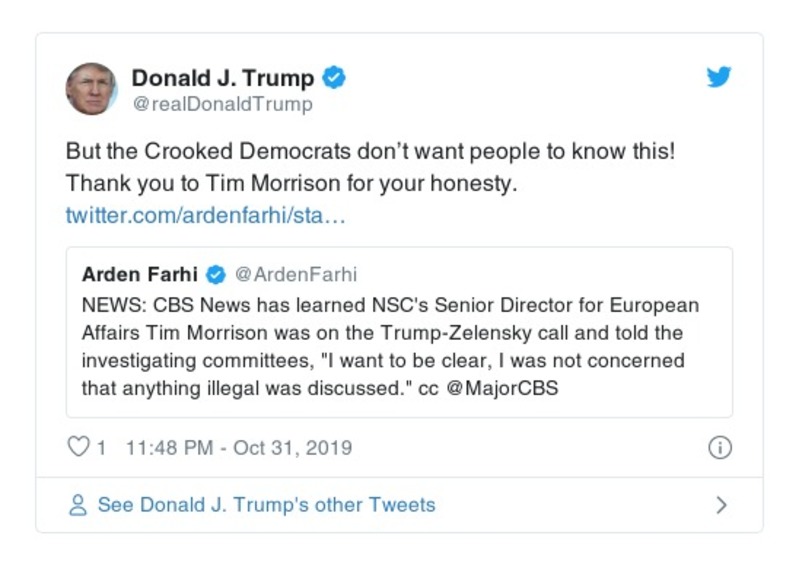 Donald J. Trump
@realDonaldTrump
But the Crooked Democrats don’t want people to know this!
Thank you to Tim Morrison for your honesty.
twitter.com/ardenfarhi/sta…
Arden Farhi @ArdenFarhi
NEWS: CBS News has learned NSC's Senior Director for European
Affairs Tim Morrison was on the Trump-Zelensky call and told the
investigating committees, "I want to be clear, I was not concerned
that anything illegal was discussed." cc @MajorCBS
1 11:48 PM - Oct 31, 2019
See Donald J. Trump's other Tweets